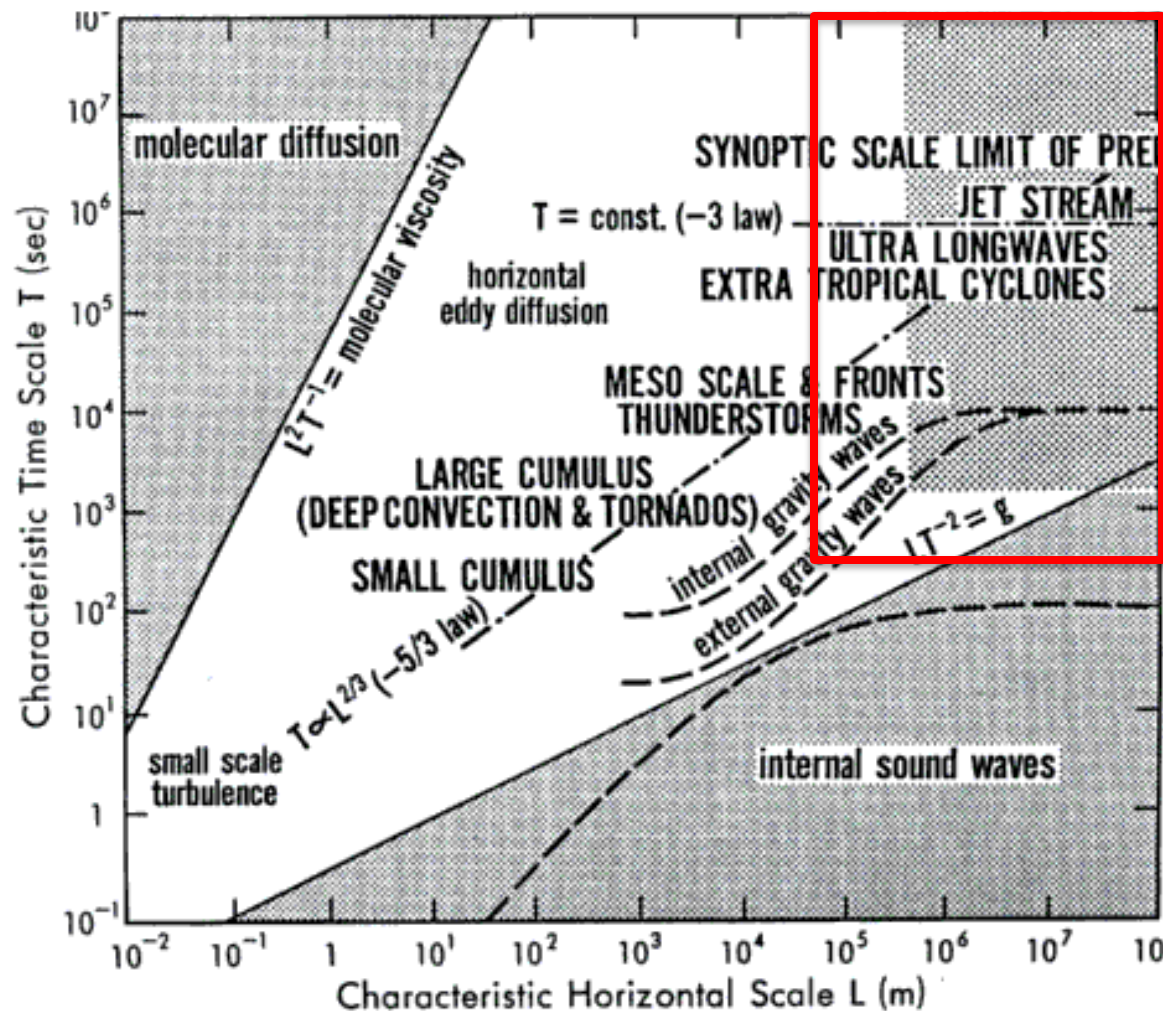 10⁸
molecular diffusion
10⁷
SYNOPTIC SCALE LIMIT OF PRE
JET STREAM
10⁶
T = const. (−3 law)
ULTRA LONGWAVES
EXTRA TROPICAL CYCLONES
horizontal
eddy diffusion
10⁵
L²T⁻¹ = molecular viscosity
MESO SCALE & FRONTS
THUNDERSTORMS
10⁴
LARGE CUMULUS
(DEEP CONVECTION & TORNADOS)
10³
internal gravity waves
external gravity waves
LT⁻² = g
SMALL CUMULUS
10²
T∝L²/³ (−5/3 law)
10¹
small scale
turbulence
internal sound waves
1
10⁻¹
Characteristic Time Scale T (sec)
10⁻² 10⁻¹ 1 10 10² 10³ 10⁴ 10⁵ 10⁶ 10⁷ 10
Characteristic Horizontal Scale L (m)